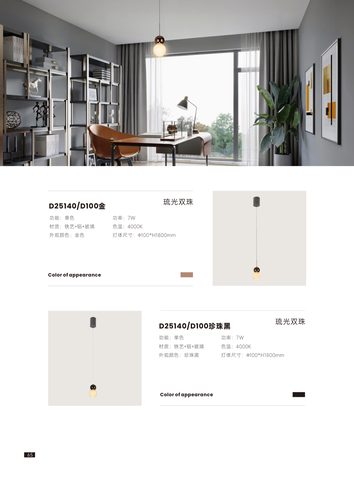 D25140/D100金
琉光双珠
功能：单色
功率：7W
材质：铁艺+铝+玻璃
色温：4000K
外观颜色：金色
灯体尺寸：Φ100*H1600mm
Color of appearance
D25140/D100珍珠黑
琉光双珠
功能：单色
功率：7W
材质：铁艺+铝+玻璃
色温：4000K
外观颜色：珍珠黑
灯体尺寸：Φ100*H1600mm
Color of appearance